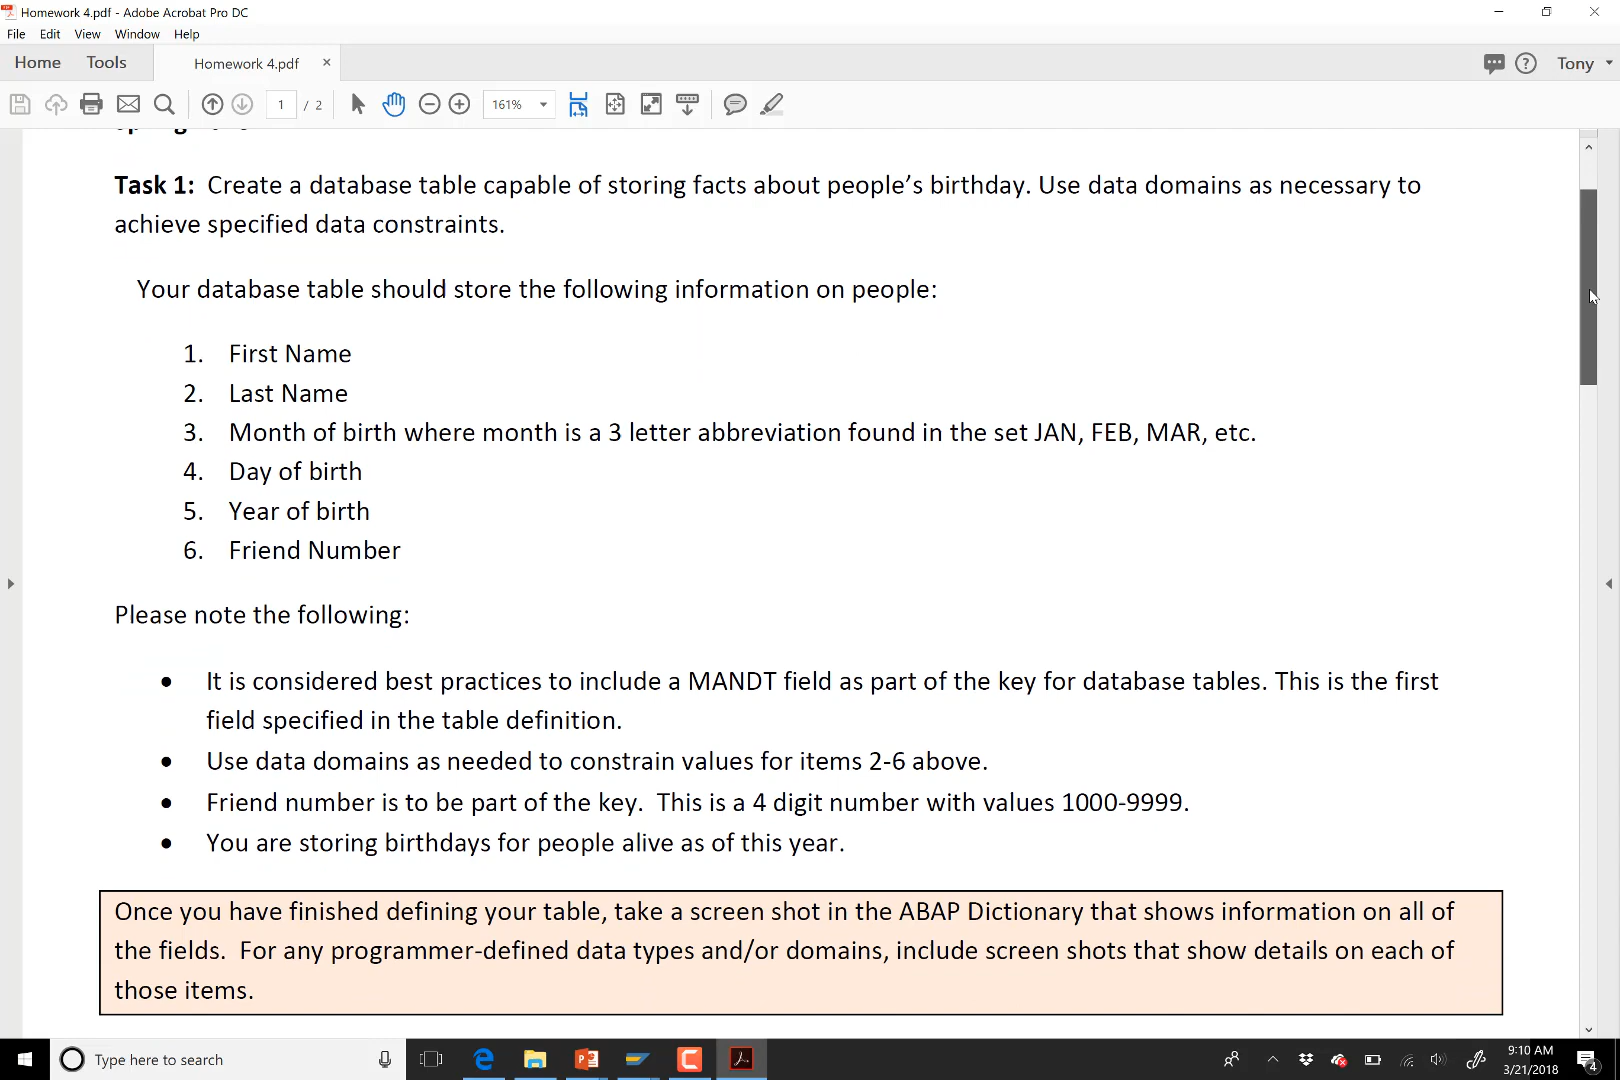 Homework 4.pdf - Adobe Acrobat Pro DC
File Edit View Window Help
Home Tools Homework 4.pdf × Tony
1 / 2 161%
Task 1: Create a database table capable of storing facts about people’s birthday. Use data domains as necessary to
achieve specified data constraints.
Your database table should store the following information on people:
1. First Name
2. Last Name
3. Month of birth where month is a 3 letter abbreviation found in the set JAN, FEB, MAR, etc.
4. Day of birth
5. Year of birth
6. Friend Number
Please note the following:
• It is considered best practices to include a MANDT field as part of the key for database tables. This is the first
field specified in the table definition.
• Use data domains as needed to constrain values for items 2-6 above.
• Friend number is to be part of the key. This is a 4 digit number with values 1000-9999.
• You are storing birthdays for people alive as of this year.
Once you have finished defining your table, take a screen shot in the ABAP Dictionary that shows information on all of
the fields. For any programmer-defined data types and/or domains, include screen shots that show details on each of
those items.
Type here to search
9:10 AM
3/21/2018
4